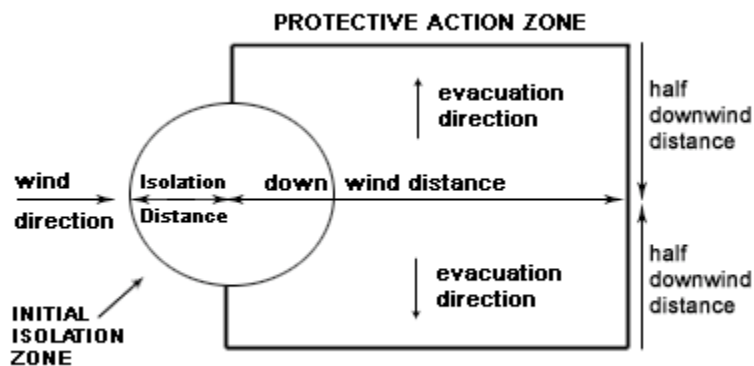 PROTECTIVE ACTION ZONE
evacuation
direction
half
downwind
distance
wind
direction
Isolation
Distance
down wind distance
evacuation
direction
half
downwind
distance
INITIAL
ISOLATION
ZONE